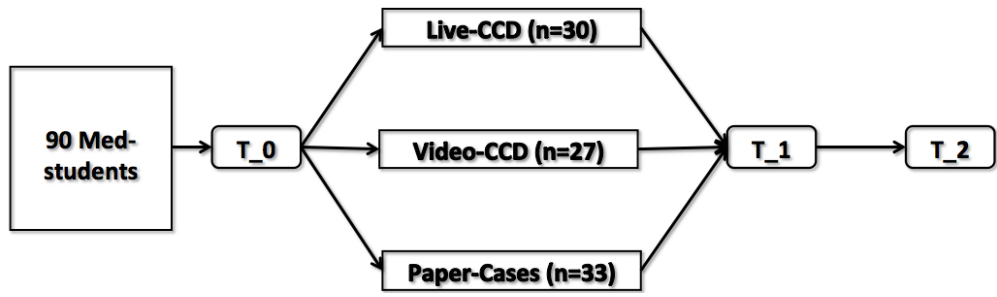 Live-CCD (n=30)
90 Med-
students
T_0
Video-CCD (n=27)
T_1
T_2
Paper-Cases (n=33)